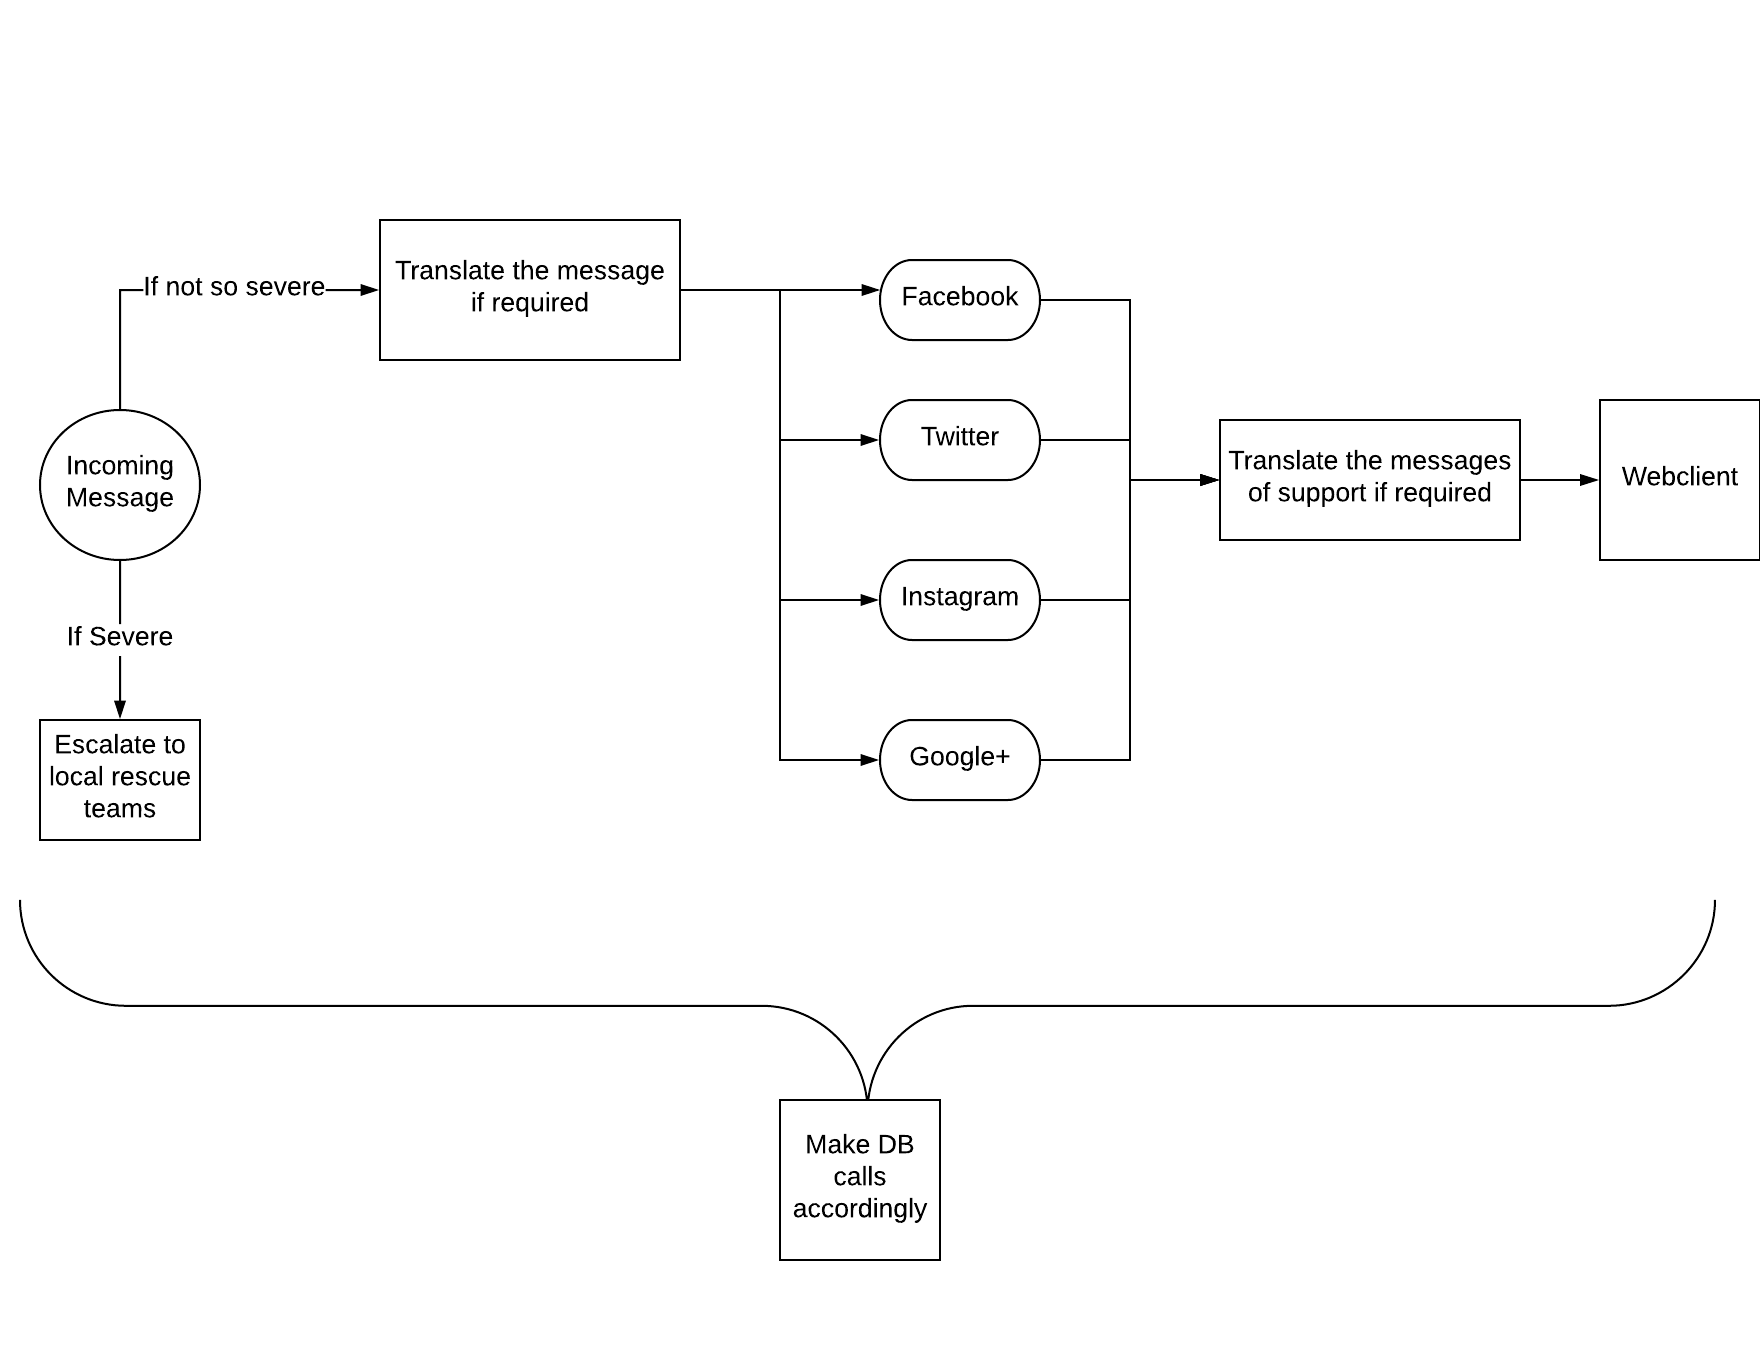 If not so severe
Translate the message
if required
Facebook
Twitter
Incoming
Message
Translate the messages
of support if required
Webclient
Instagram
If Severe
Escalate to
local rescue
teams
Google+
Make DB
calls
accordingly